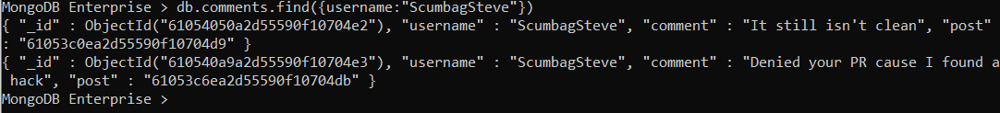 MongoDB Enterprise > db.comments.find({username:"ScumbagSteve"})
{ "_id" : ObjectId("61054050a2d55590f10704e2"), "username" : "ScumbagSteve", "comment" : "It still isn't clean", "post"
: "61053c0ea2d55590f10704d9" }
{ "_id" : ObjectId("610540a9a2d55590f10704e3"), "username" : "ScumbagSteve", "comment" : "Denied your PR cause I found a
hack", "post" : "61053c6ea2d55590f10704db" }
MongoDB Enterprise >